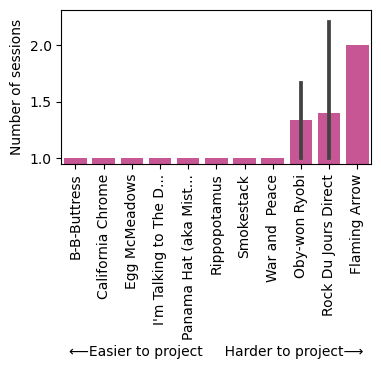 Number of sessions
2.0
1.5
1.0
B-B-Buttress
California Chrome
Egg McMeadows
I'm Talking to The D...
Panama Hat (aka Mist...
Rippopotamus
Smokestack
War and  Peace
Oby-won Ryobi
Rock Du Jours Direct
Flaming Arrow
⟵Easier to project     Harder to project⟶